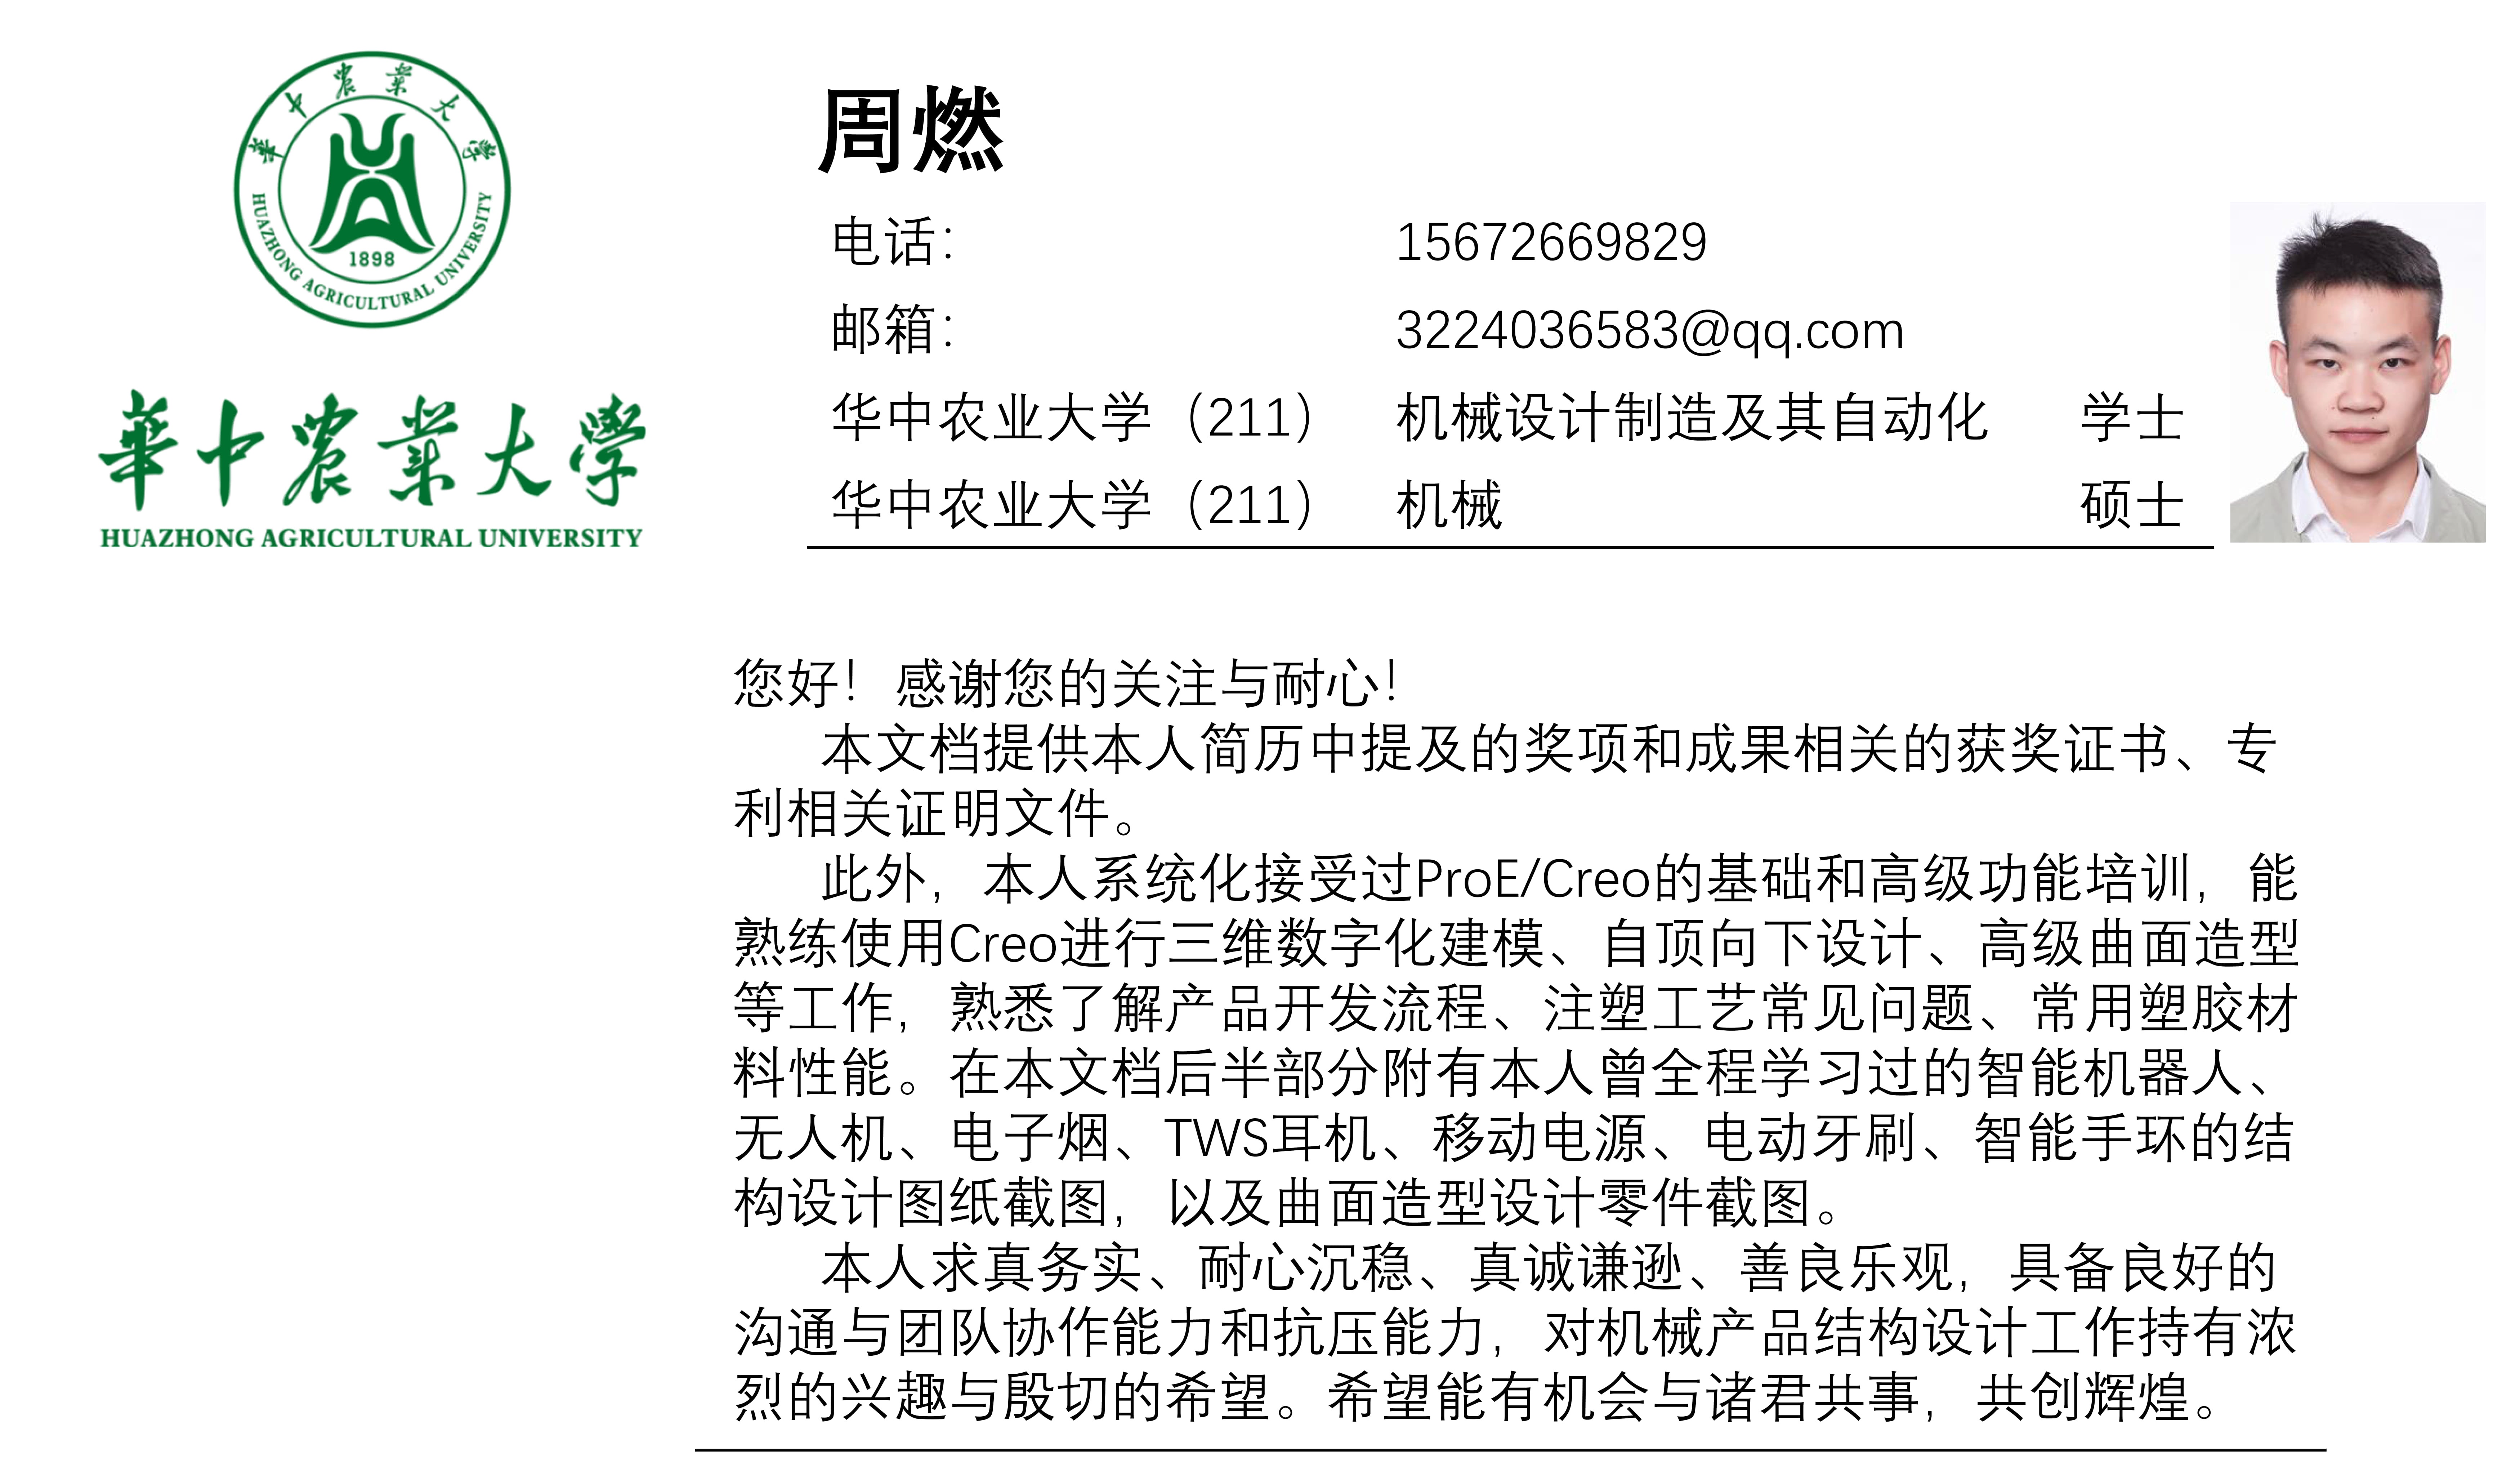 華中農業大学
HUAZHONG AGRICULTURAL UNIVERSITY
1898
華中農業大學
HUAZHONG AGRICULTURAL UNIVERSITY
周燃
电话： 15672669829
邮箱： 3224036583@qq.com
华中农业大学（211） 机械设计制造及其自动化 学士
华中农业大学（211） 机械 硕士
您好！感谢您的关注与耐心！
本文档提供本人简历中提及的奖项和成果相关的获奖证书、专
利相关证明文件。
此外，本人系统化接受过ProE/Creo的基础和高级功能培训，能
熟练使用Creo进行三维数字化建模、自顶向下设计、高级曲面造型
等工作，熟悉了解产品开发流程、注塑工艺常见问题、常用塑胶材
料性能。在本文档后半部分附有本人曾全程学习过的智能机器人、
无人机、电子烟、TWS耳机、移动电源、电动牙刷、智能手环的结
构设计图纸截图，以及曲面造型设计零件截图。
本人求真务实、耐心沉稳、真诚谦逊、善良乐观，具备良好的
沟通与团队协作能力和抗压能力，对机械产品结构设计工作持有浓
烈的兴趣与殷切的希望。希望能有机会与诸君共事，共创辉煌。